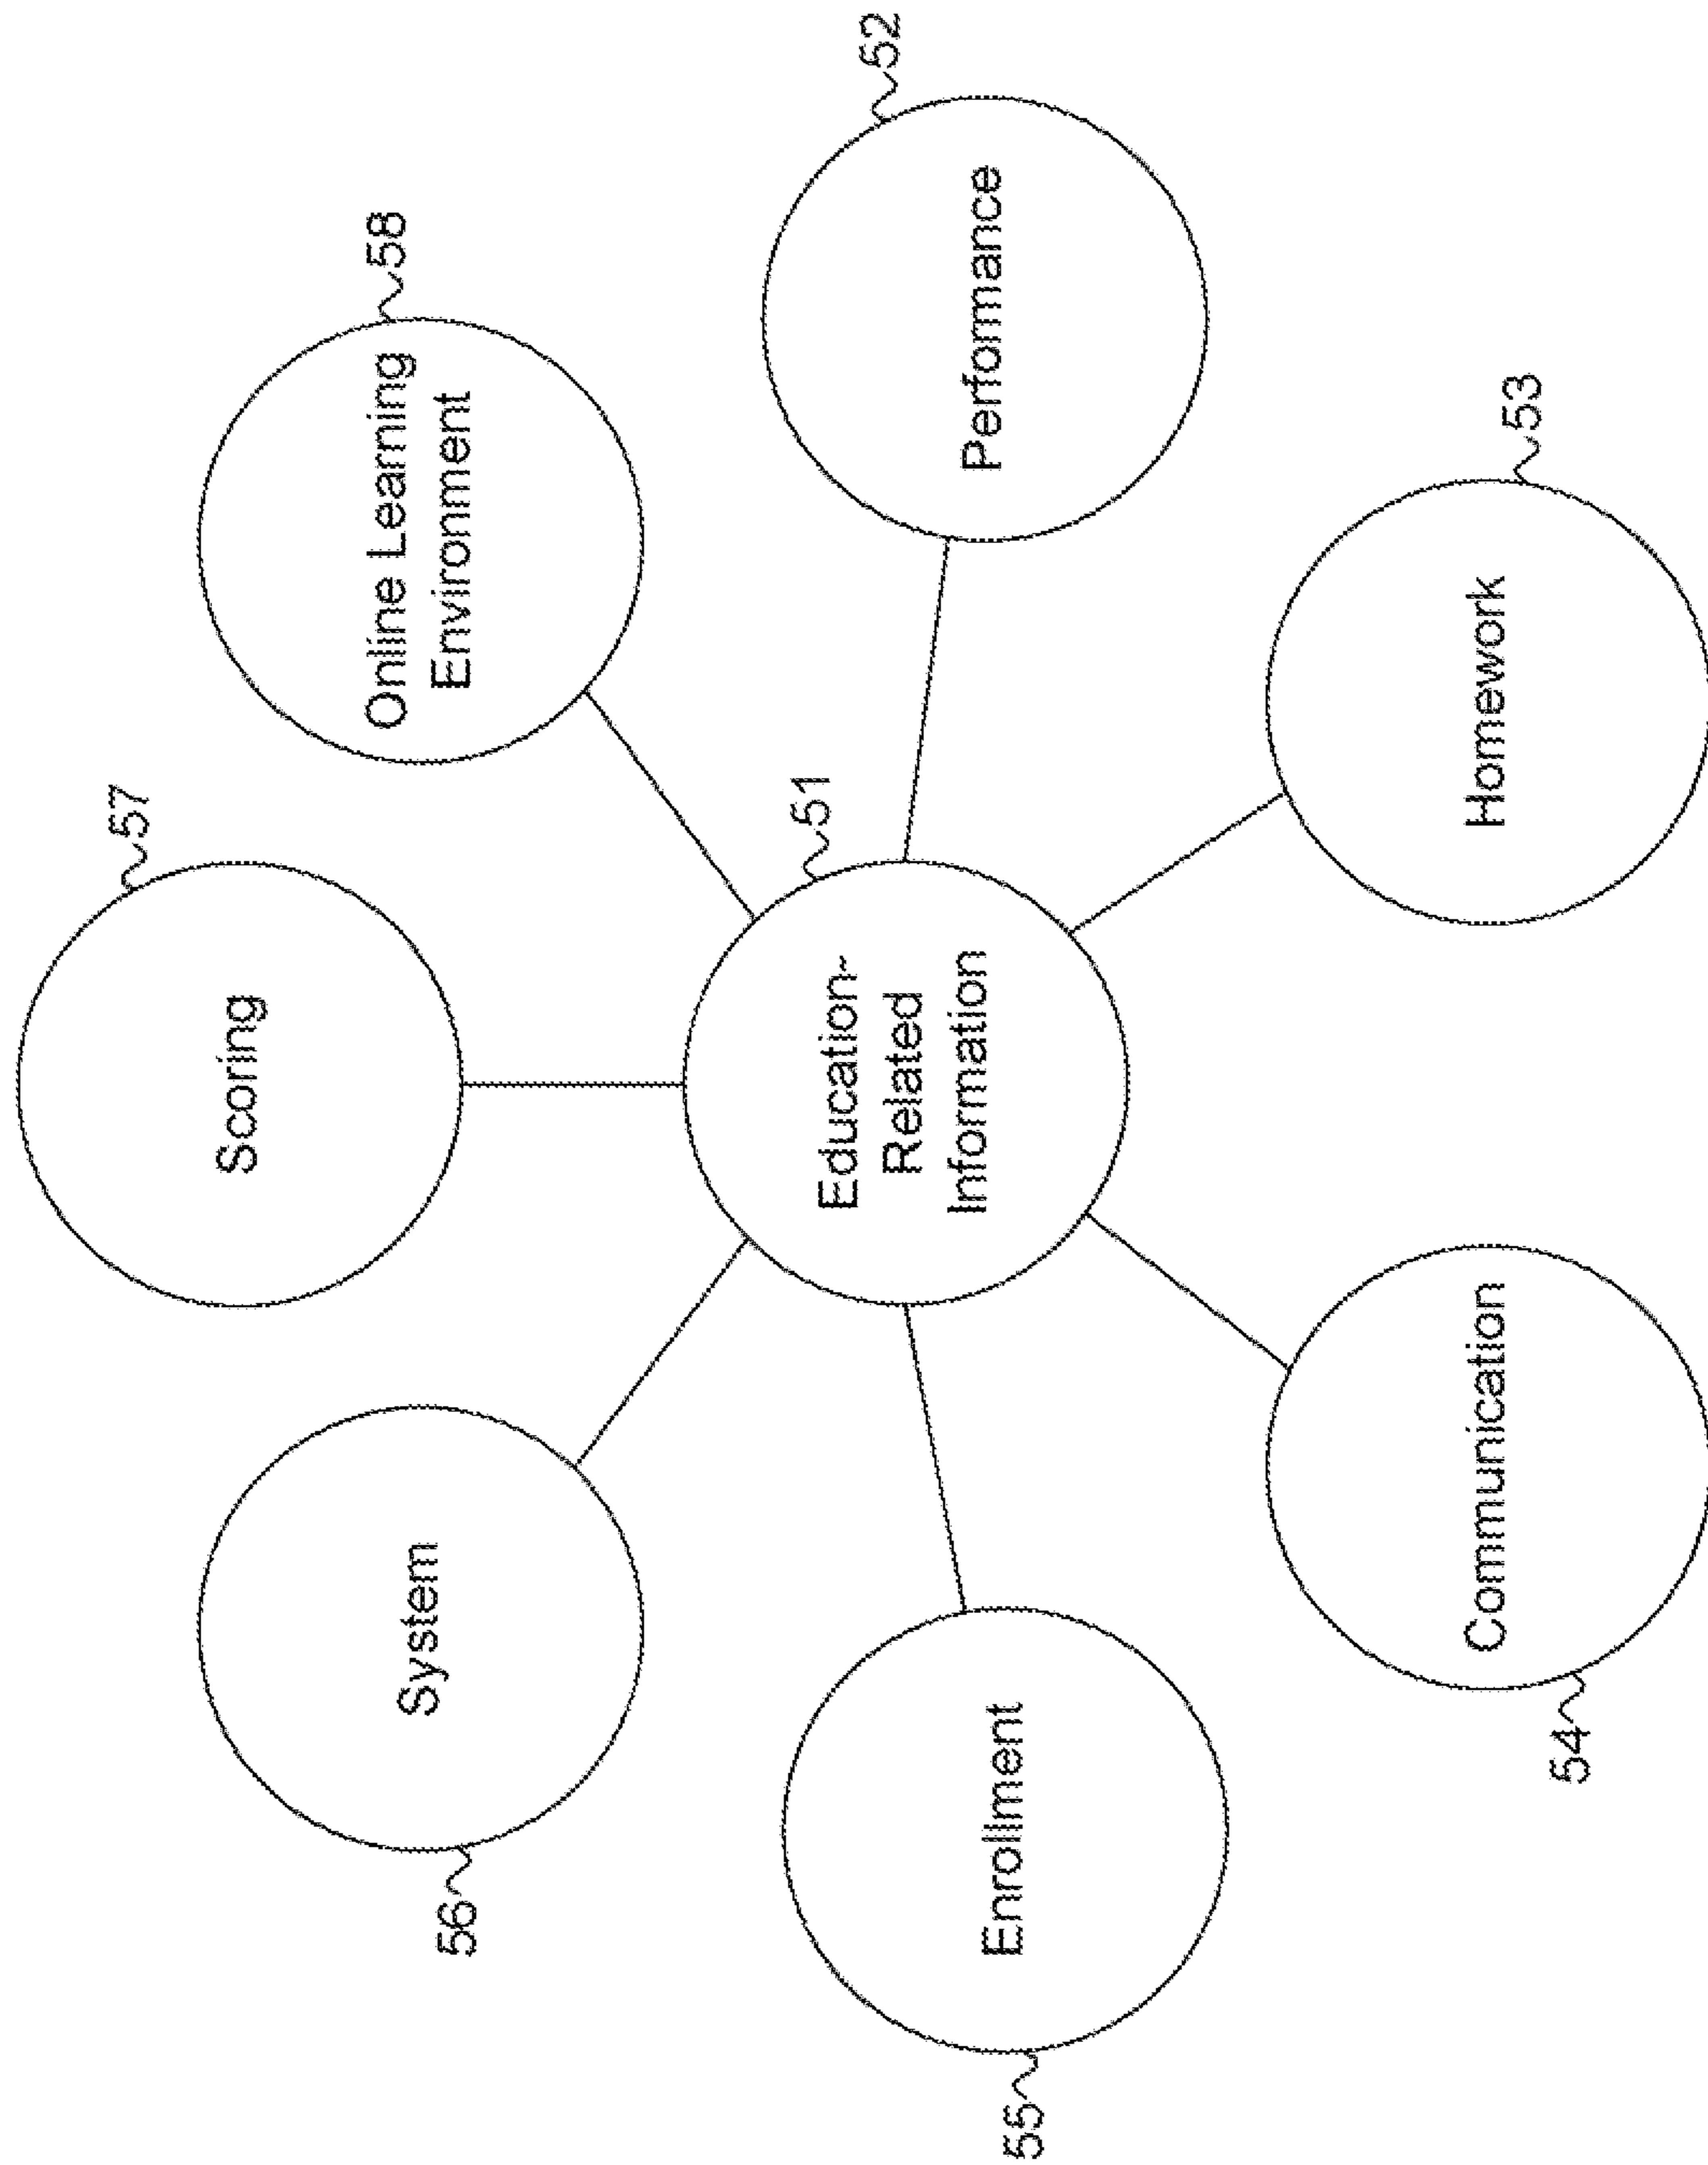 57
Scoring
56
System
58
Online Learning
Environment
51
Education-
Related
Information
52
Performance
55
Enrollment
54
Communication
53
Homework